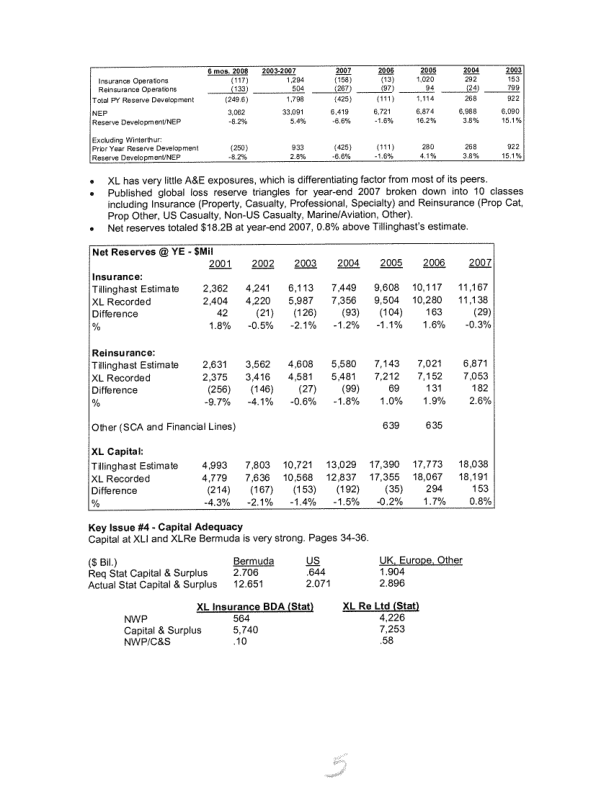 6 mos. 2008 2003-2007 2007 2006 2005 2004 2003
Insurance Operations (117) 1,294 (158) (13) 1,020 292 153
Reinsurance Operations (133) 504 (267) (97) 94 (24) 799
Total PY Reserve Development (249.6) 1,798 (425) (111) 1,114 268 922
NEP 3,062 33,091 6,419 6,721 6,874 6,988 6,090
Reserve Development/NEP -8.2% 5.4% -6.6% -1.6% 16.2% 3.8% 15.1%
Excluding Winterthur:
Prior Year Reserve Development (250) 933 (425) (111) 280 268 922
Reserve Development/NEP -8.2% 2.8% -6.6% -1.6% 4.1% 3.8% 15.1%
• XL has very little A&E exposures, which is differentiating factor from most of its peers.
• Published global loss reserve triangles for year-end 2007 broken down into 10 classes
including Insurance (Property, Casualty, Professional, Specialty) and Reinsurance (Prop Cat,
Prop Other, US Casualty, Non-US Casualty, Marine/Aviation, Other).
• Net reserves totaled $18.2B at year-end 2007, 0.8% above Tillinghast's estimate.
Net Reserves @ YE - $Mil
2001 2002 2003 2004 2005 2006 2007
Insurance:
Tillinghast Estimate 2,362 4,241 6,113 7,449 9,608 10,117 11,167
XL Recorded 2,404 4,220 5,987 7,356 9,504 10,280 11,138
Difference 42 (21) (126) (93) (104) 163 (29)
% 1.8% -0.5% -2.1% -1.2% -1.1% 1.6% -0.3%
Reinsurance:
Tillinghast Estimate 2,631 3,562 4,608 5,580 7,143 7,021 6,871
XL Recorded 2,375 3,416 4,581 5,481 7,212 7,152 7,053
Difference (256) (146) (27) (99) 69 131 182
% -9.7% -4.1% -0.6% -1.8% 1.0% 1.9% 2.6%
Other (SCA and Financial Lines) 639 635
XL Capital:
Tillinghast Estimate 4,993 7,803 10,721 13,029 17,390 17,773 18,038
XL Recorded 4,779 7,636 10,568 12,837 17,355 18,067 18,191
Difference (214) (167) (153) (192) (35) 294 153
% -4.3% -2.1% -1.4% -1.5% -0.2% 1.7% 0.8%
Key Issue #4 - Capital Adequacy
Capital at XLI and XLRe Bermuda is very strong. Pages 34-36.
($ Bil.) Bermuda US UK, Europe, Other
Req Stat Capital & Surplus 2.706 .644 1.904
Actual Stat Capital & Surplus 12.651 2.071 2.896
XL Insurance BDA (Stat) XL Re Ltd (Stat)
NWP 564 4,226
Capital & Surplus 5,740 7,253
NWP/C&S .10 .58
5